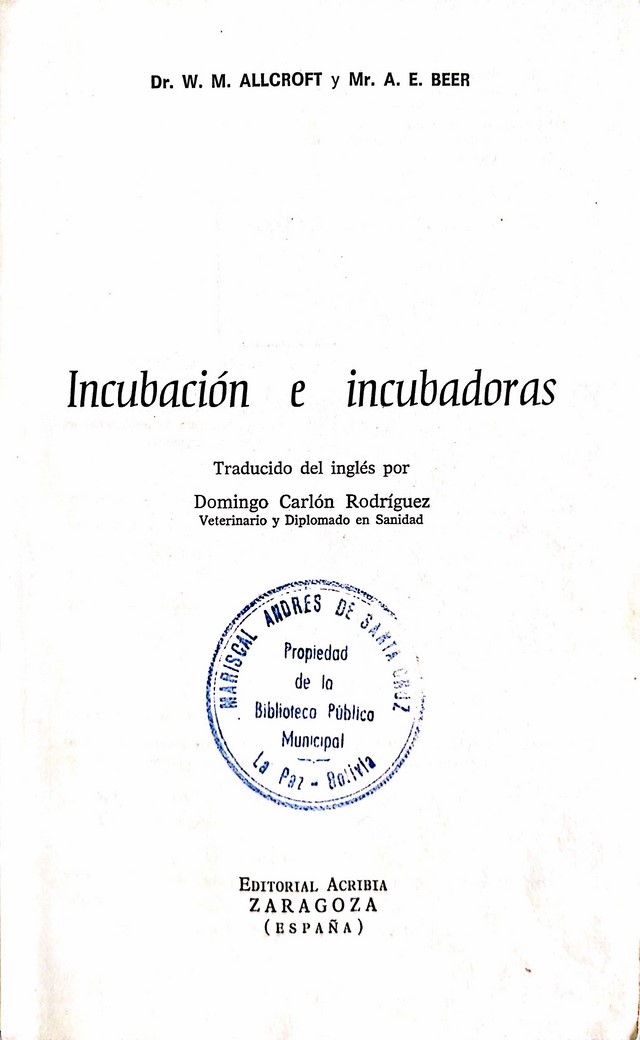 Dr. W. M. ALLCROFT y Mr. A. E. BEER
Incubación e incubadoras
Traducido del inglés por
Domingo Carlón Rodríguez
Veterinario y Diplomado en Sanidad
MARISCAL ANDRES DE SANTA CRUZ
Propiedad
de la
Biblioteca Pública
Municipal
La Paz - Bolivia
EDITORIAL ACRIBIA
ZARAGOZA
(ESPAÑA)